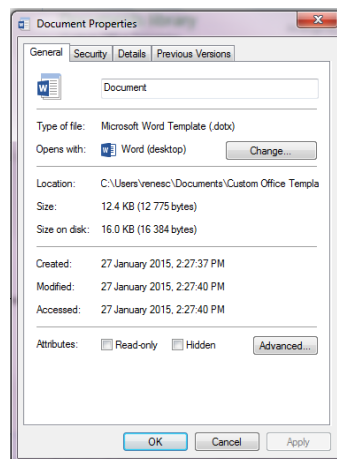 Document Properties
General Security Details Previous Versions
Document
Type of file: Microsoft Word Template (.dotx)
Opens with: Word (desktop) Change...
Location: C:\Users\renesc\Documents\Custom Office Templa
Size: 12.4 KB (12 775 bytes)
Size on disk: 16.0 KB (16 384 bytes)
Created: 27 January 2015, 2:27:37 PM
Modified: 27 January 2015, 2:27:40 PM
Accessed: 27 January 2015, 2:27:40 PM
Attributes: Read-only Hidden Advanced...
OK Cancel Apply